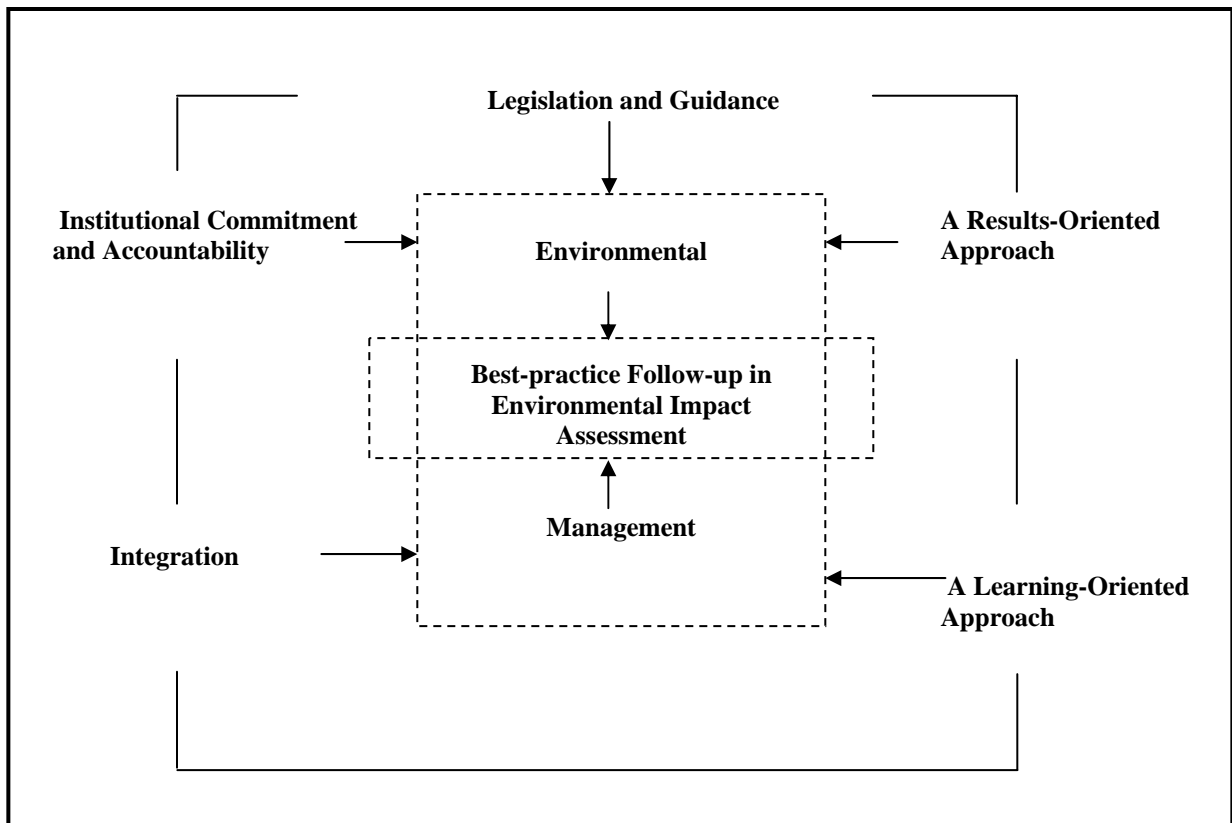 Legislation and Guidance
Institutional Commitment
and Accountability
A Results-Oriented
Approach
Environmental
Best-practice Follow-up in
Environmental Impact
Assessment
Management
Integration
A Learning-Oriented
Approach